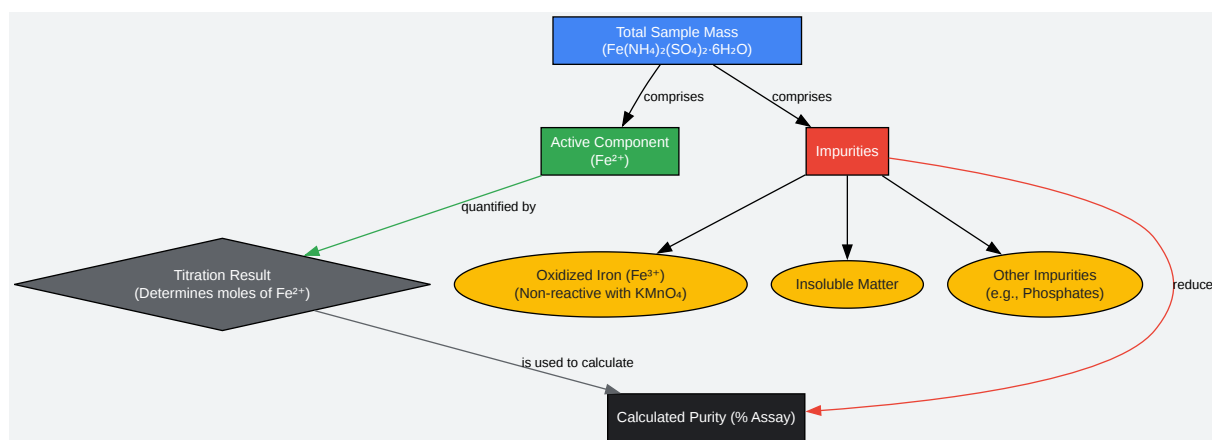 Total Sample Mass
(Fe(NH₄)₂(SO₄)₂·6H₂O)
comprises
comprises
Active Component
(Fe²⁺)
Impurities
quantified by
Titration Result
(Determines moles of Fe²⁺)
Oxidized Iron (Fe³⁺)
(Non-reactive with KMnO₄)
Insoluble Matter
Other Impurities
(e.g., Phosphates)
reduce
is used to calculate
Calculated Purity (% Assay)